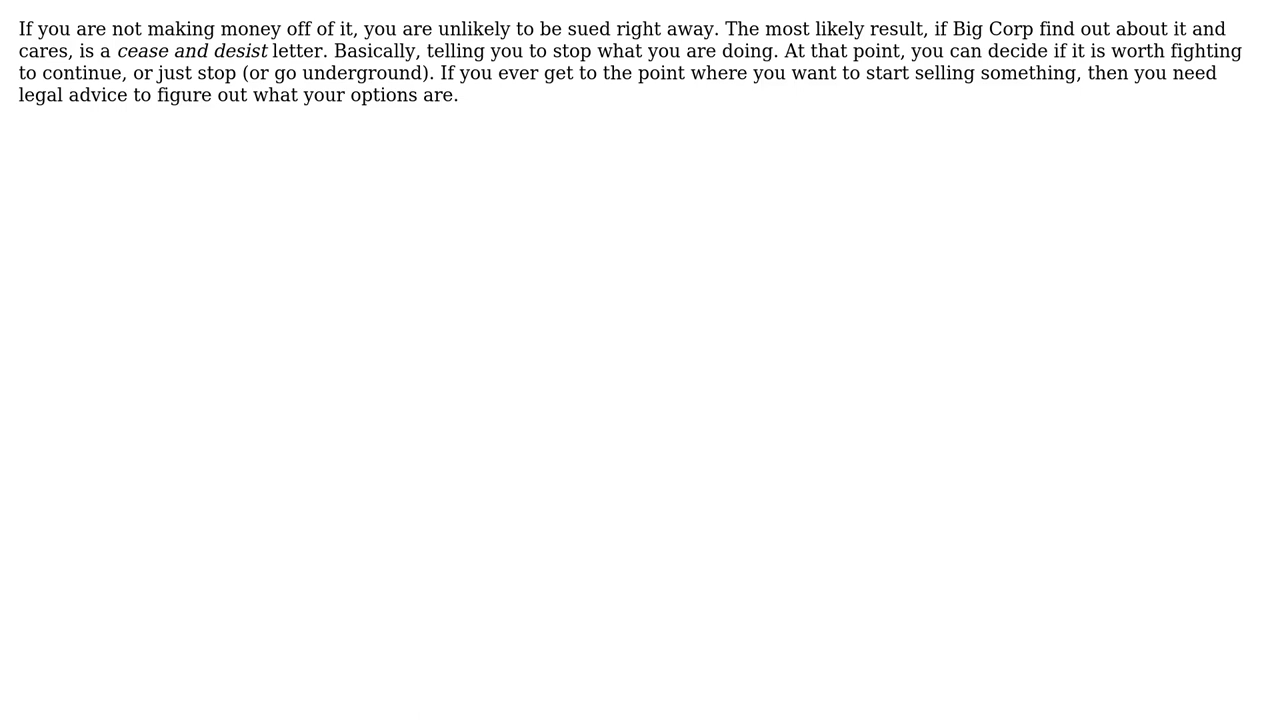 If you are not making money off of it, you are unlikely to be sued right away. The most likely result, if Big Corp find out about it and
cares, is a cease and desist letter. Basically, telling you to stop what you are doing. At that point, you can decide if it is worth fighting
to continue, or just stop (or go underground). If you ever get to the point where you want to start selling something, then you need
legal advice to figure out what your options are.